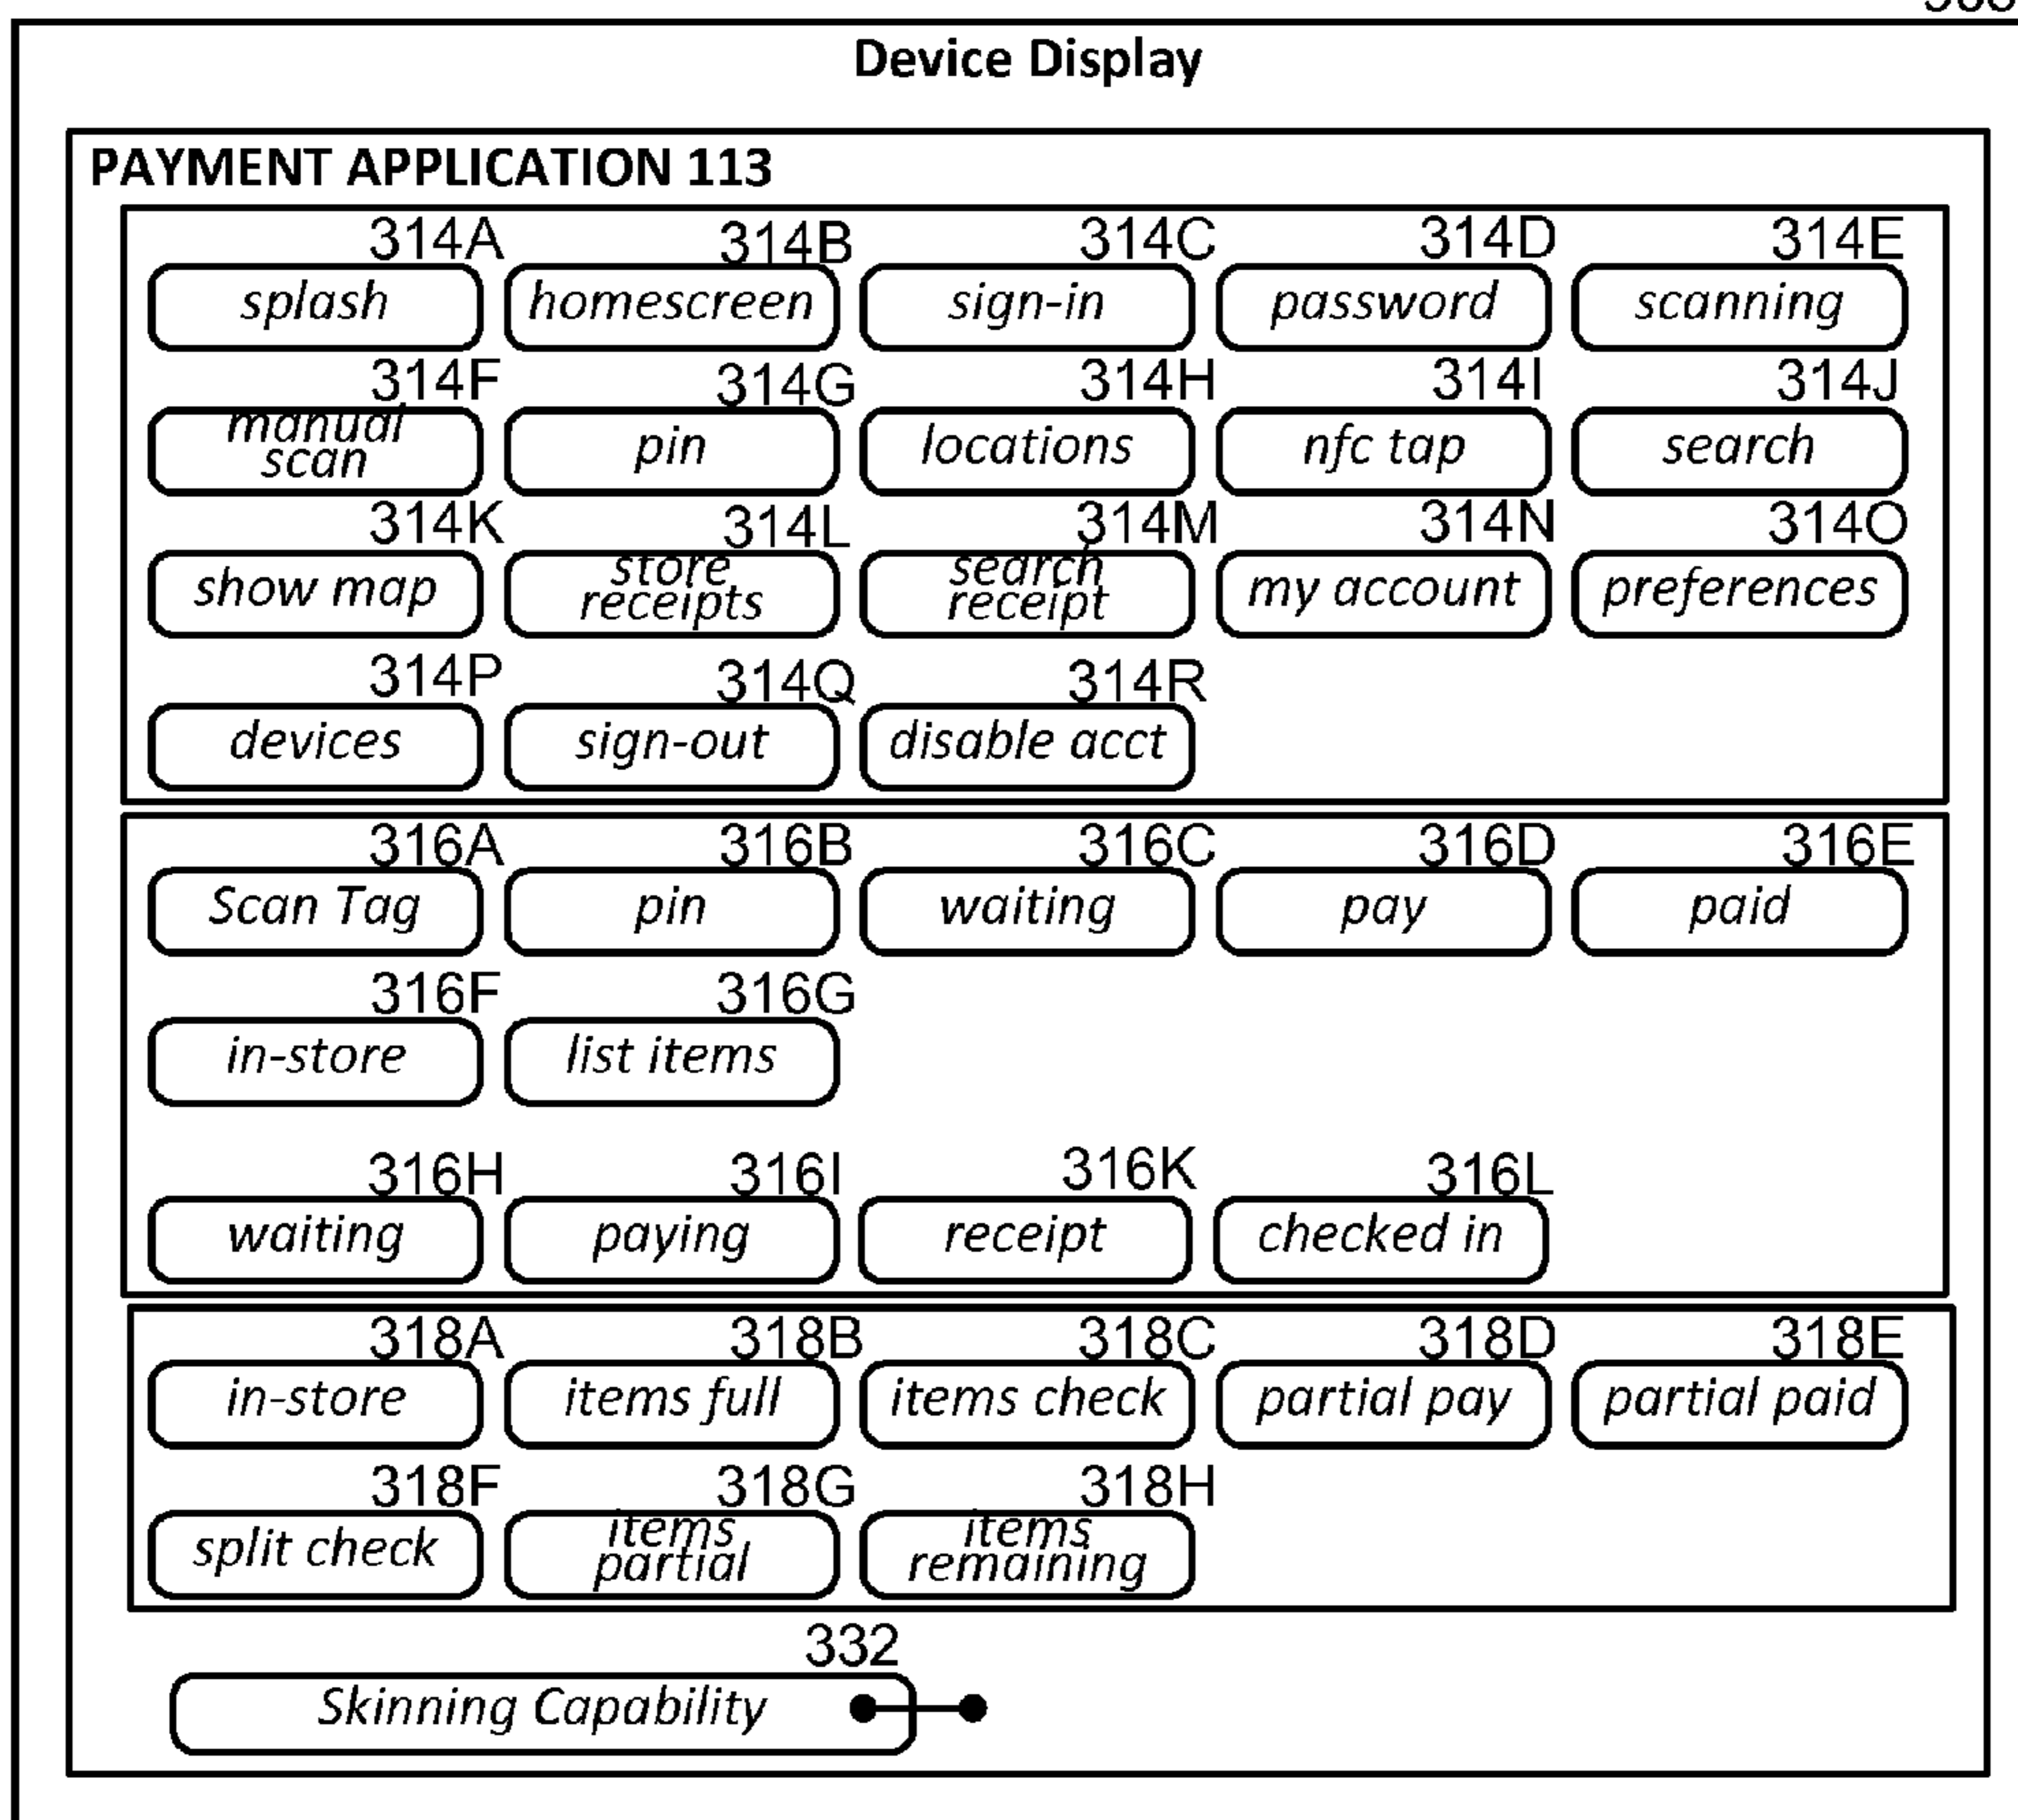 Device Display
PAYMENT APPLICATION 113
314A 314B 314C 314D 314E
splash homescreen sign-in password scanning
314F 314G 314H 314I 314J
manual
scan pin locations nfc tap search
314K 314L 314M 314N 314O
show map store
receipts search
receipt my account preferences
314P 314Q 314R
devices sign-out disable acct
316A 316B 316C 316D 316E
Scan Tag pin waiting pay paid
316F 316G
in-store list items
316H 316I 316K 316L
waiting paying receipt checked in
318A 318B 318C 318D 318E
in-store items full items check partial pay partial paid
318F 318G 318H
split check items
partial items
remaining
332
Skinning Capability